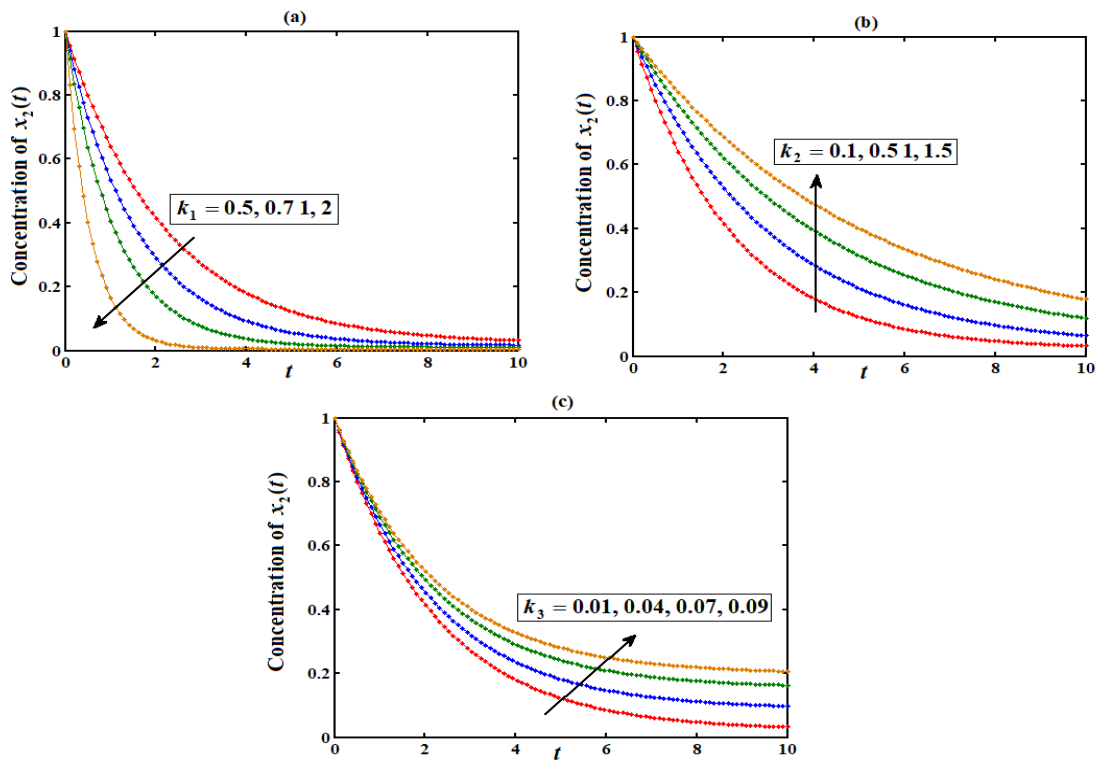 (a)
1
0.8
0.6
0.4
0.2
0
Concentration of x₂(t)
k₁ = 0.5, 0.7 1, 2
0 2 4 6 8 10
t
(b)
1
0.8
0.6
0.4
0.2
0
Concentration of x₂(t)
k₂ = 0.1, 0.5 1, 1.5
0 2 4 6 8 10
t
(c)
1
0.8
0.6
0.4
0.2
0
Concentration of x₂(t)
k₃ = 0.01, 0.04, 0.07, 0.09
0 2 4 6 8 10
t